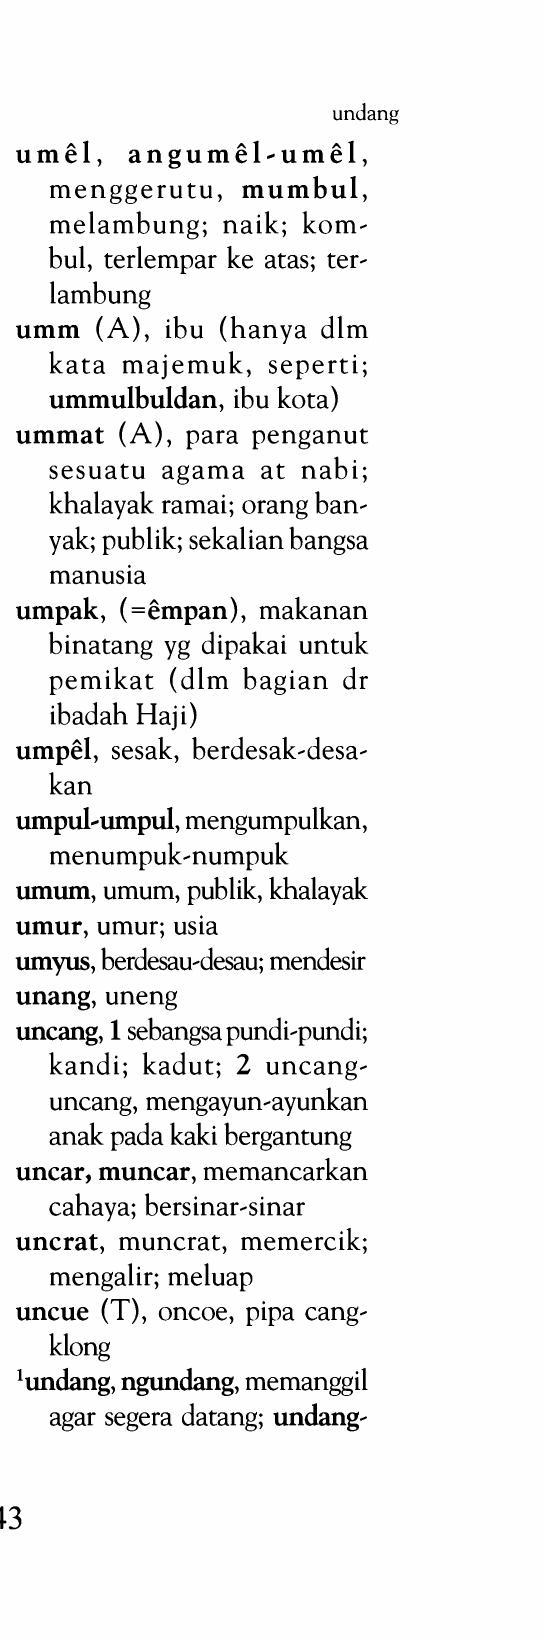 undang
umêl, angumêl-umêl,
menggerutu, mumbul,
melambung; naik; kom-
bul, terlempar ke atas; ter-
lambung
umm (A), ibu (hanya dlm
kata majemuk, seperti;
ummulbuldan, ibu kota)
ummat (A), para penganut
sesuatu agama at nabi;
khalayak ramai; orang ban-
yak; publik; sekalian bangsa
manusia
umpak, (=êmpan), makanan
binatang yg dipakai untuk
pemikat (dlm bagian dr
ibadah Haji)
umpêl, sesak, berdesak-desa-
kan
umpul-umpul, mengumpulkan,
menumpuk-numpuk
umum, umum, publik, khalayak
umur, umur; usia
umyus, berdesau-desau; mendesir
unang, uneng
uncang, 1 sebangsa pundi-pundi;
kandi; kadut; 2 uncang-
uncang, mengayun-ayunkan
anak pada kaki bergantung
uncar, muncar, memancarkan
cahaya; bersinar-sinar
uncrat, muncrat, memercik;
mengalir; meluap
uncue (T), oncoe, pipa cang-
klong
¹undang, ngundang, memanggil
agar segera datang; undang-
43